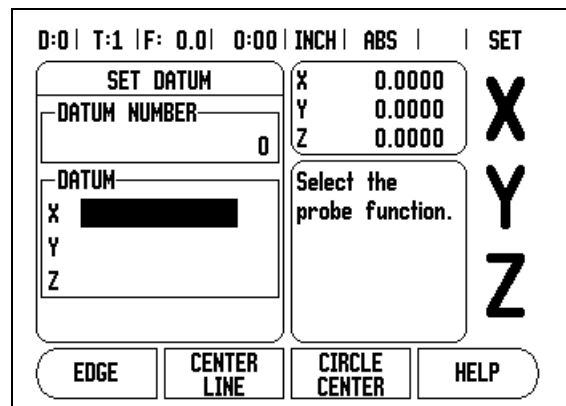 D:0 | T:1 | F: 0.0 | 0:00 | INCH | ABS | | SET
SET DATUM
DATUM NUMBER
0
DATUM
X
Y
Z
X 0.0000
Y 0.0000
Z 0.0000
Select the
probe function.
X
Y
Z
EDGE
CENTER
LINE
CIRCLE
CENTER
HELP